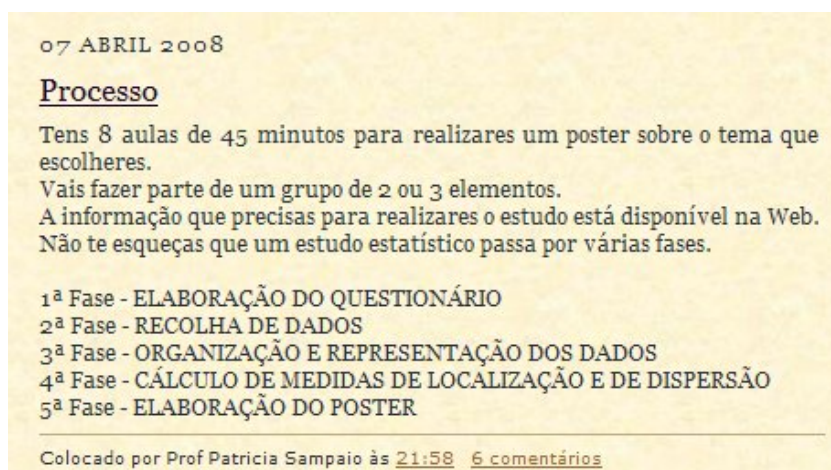 07 ABRIL 2008
Processo
Tens 8 aulas de 45 minutos para realizares um poster sobre o tema que
escolheres.
Vais fazer parte de um grupo de 2 ou 3 elementos.
A informação que precisas para realizares o estudo está disponível na Web.
Não te esqueças que um estudo estatístico passa por várias fases.
1ª Fase - ELABORAÇÃO DO QUESTIONÁRIO
2ª Fase - RECOLHA DE DADOS
3ª Fase - ORGANIZAÇÃO E REPRESENTAÇÃO DOS DADOS
4ª Fase - CÁLCULO DE MEDIDAS DE LOCALIZAÇÃO E DE DISPERSÃO
5ª Fase - ELABORAÇÃO DO POSTER
Colocado por Prof Patricia Sampaio às 21:58 6 comentários